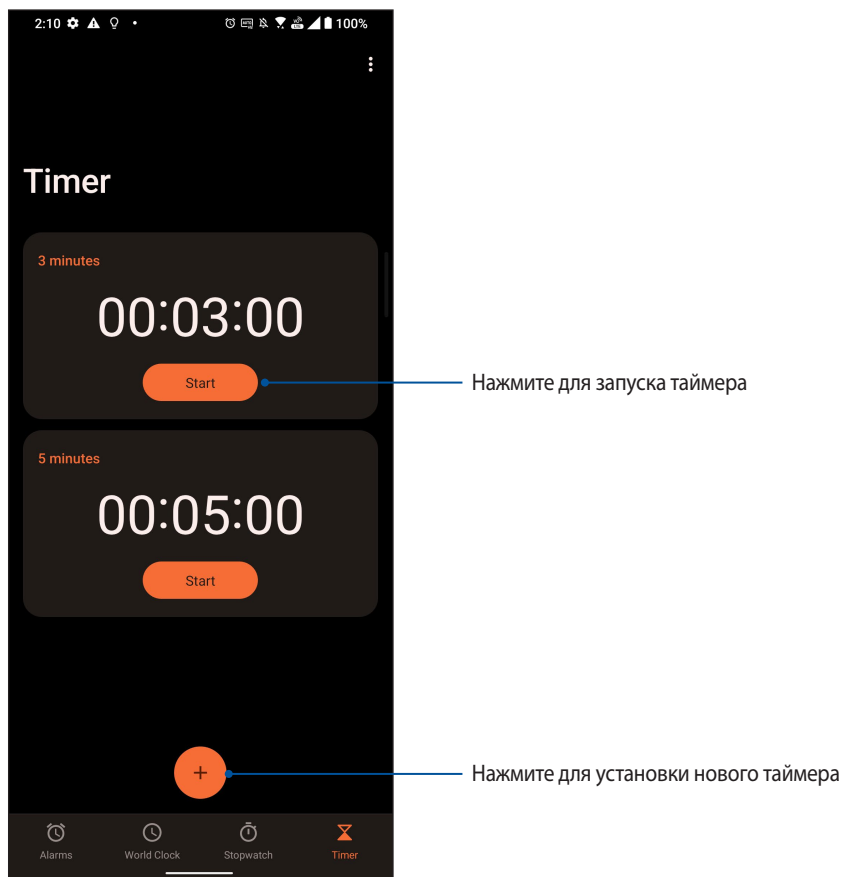 2:10 100%
Timer
3 minutes
00:03:00
Start
Нажмите для запуска таймера
5 minutes
00:05:00
Start
+
Нажмите для установки нового таймера
Alarms World Clock Stopwatch Timer